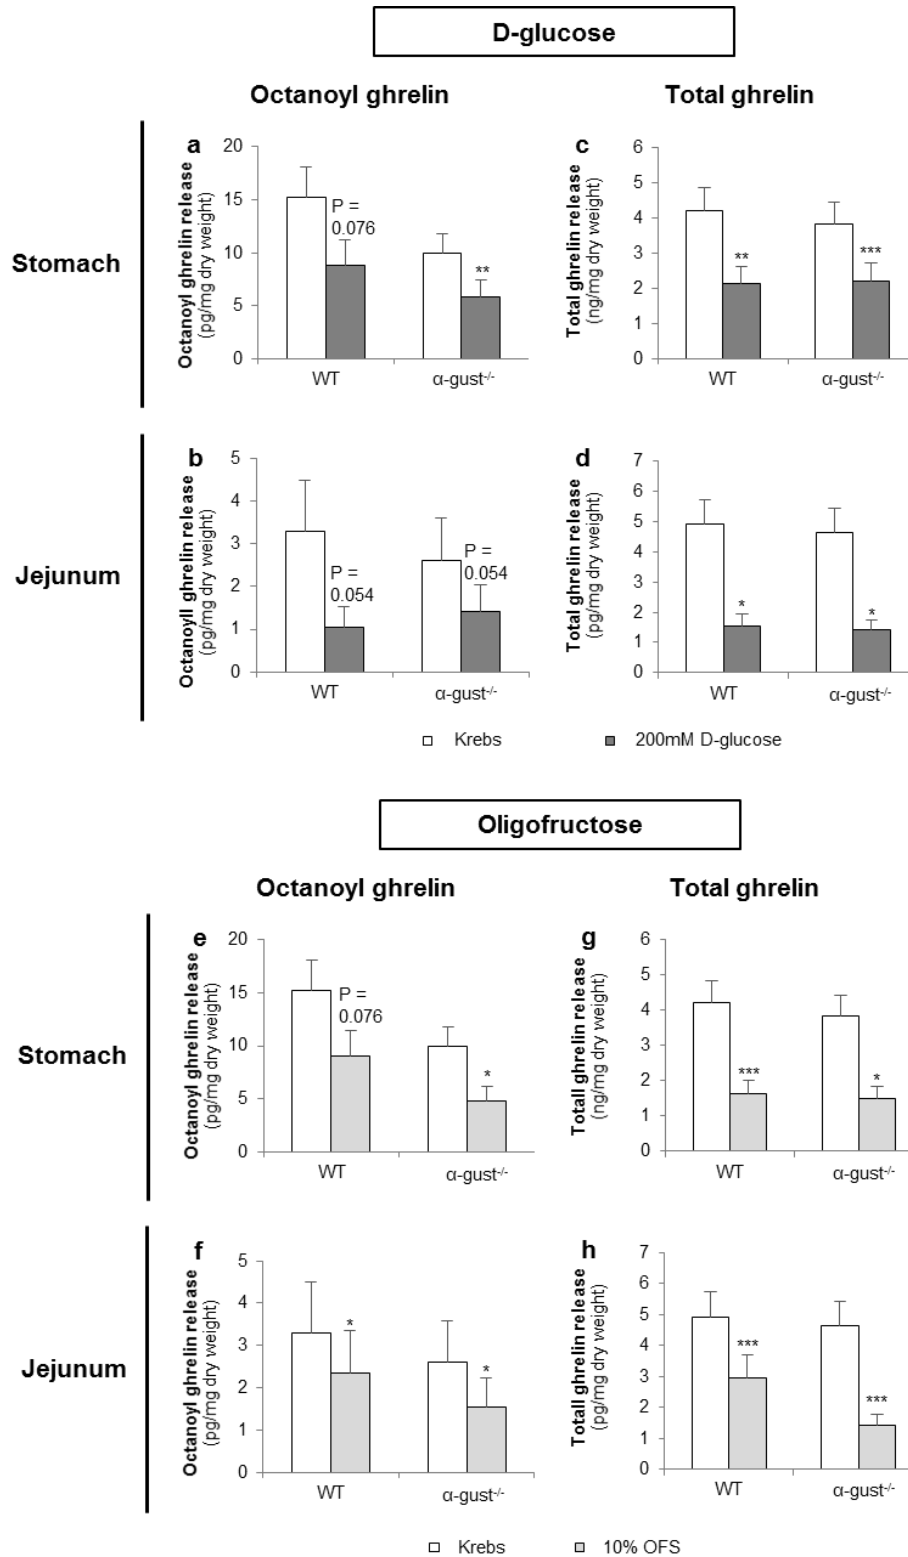 D-glucose
Octanoyl ghrelin
Total ghrelin
Stomach
a
Octanoyl ghrelin release
(pg/mg dry weight)
20
15
10
5
0
P =
0.076
**
WT
α-gust-/-
c
Total ghrelin release
(ng/mg dry weight)
6
5
4
3
2
1
0
**
***
WT
α-gust-/-
Jejunum
b
Octanoyll ghrelin release
(pg/mg dry weight)
5
4
3
2
1
0
P =
0.054
P =
0.054
WT
α-gust-/-
d
Total ghrelin release
(pg/mg dry weight)
7
6
5
4
3
2
1
0
*
*
WT
α-gust-/-
Krebs
200mM D-glucose
Oligofructose
Octanoyl ghrelin
Total ghrelin
Stomach
e
Octanoyl ghrelin release
(pg/mg dry weight)
20
15
10
5
0
P =
0.076
*
WT
α-gust-/-
g
Totall ghrelin release
(ng/mg dry weight)
6
5
4
3
2
1
0
***
*
WT
α-gust-/-
Jejunum
f
Octanoyl ghrelin release
(pg/mg dry weight)
5
4
3
2
1
0
*
*
WT
α-gust-/-
h
Totall ghrelin release
(pg/mg dry weight)
7
6
5
4
3
2
1
0
***
***
WT
α-gust-/-
Krebs
10% OFS